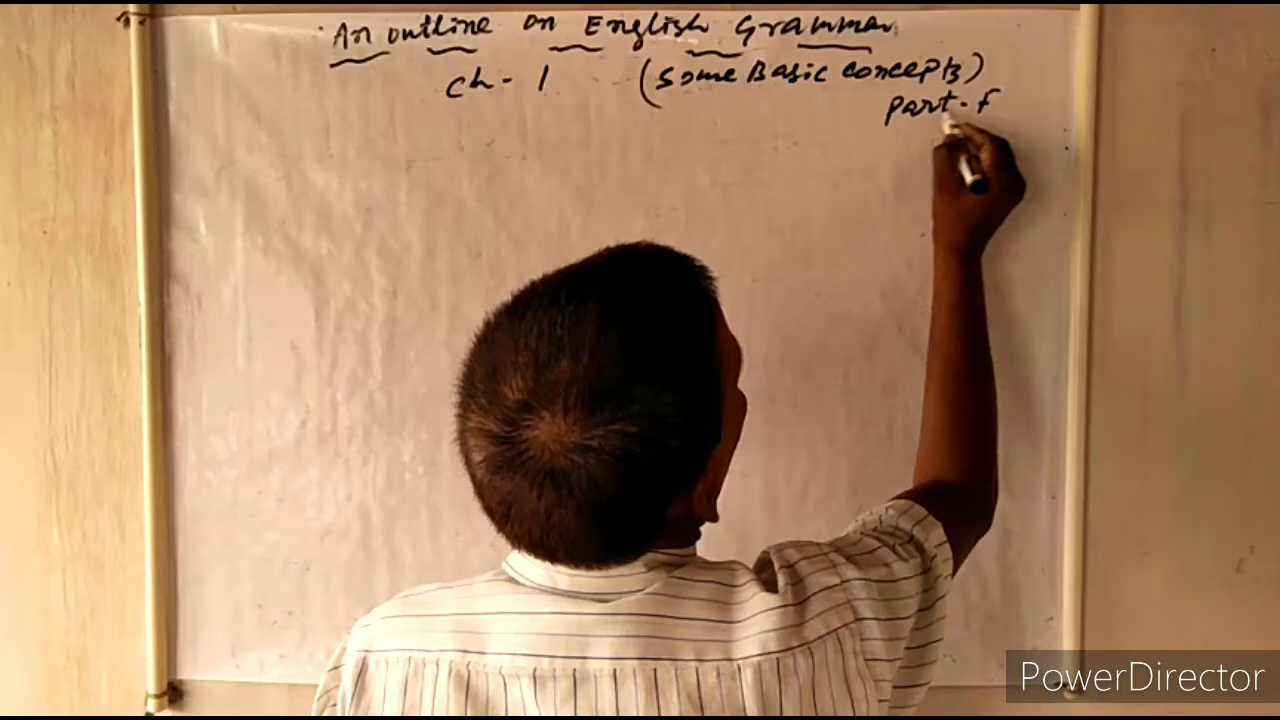 An outline on English Grammar
Ch - 1 (Some Basic Concepts)
Part - F
PowerDirector